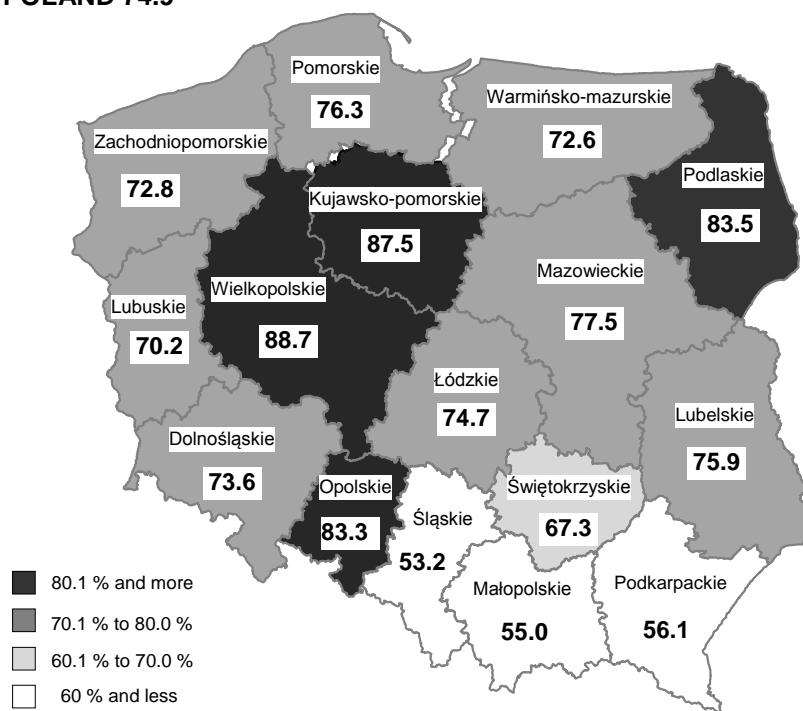 POLAND 74.9
Pomorskie
76.3
Warmińsko-mazurskie
72.6
Zachodniopomorskie
72.8
Podlaskie
83.5
Kujawsko-pomorskie
87.5
Mazowieckie
77.5
Wielkopolskie
88.7
Lubuskie
70.2
Łódzkie
74.7
Lubelskie
75.9
Dolnośląskie
73.6
Opolskie
83.3
Śląskie
53.2
Świętokrzyskie
67.3
Małopolskie
55.0
Podkarpackie
56.1
80.1 % and more
70.1 % to 80.0 %
60.1 % to 70.0 %
60 % and less